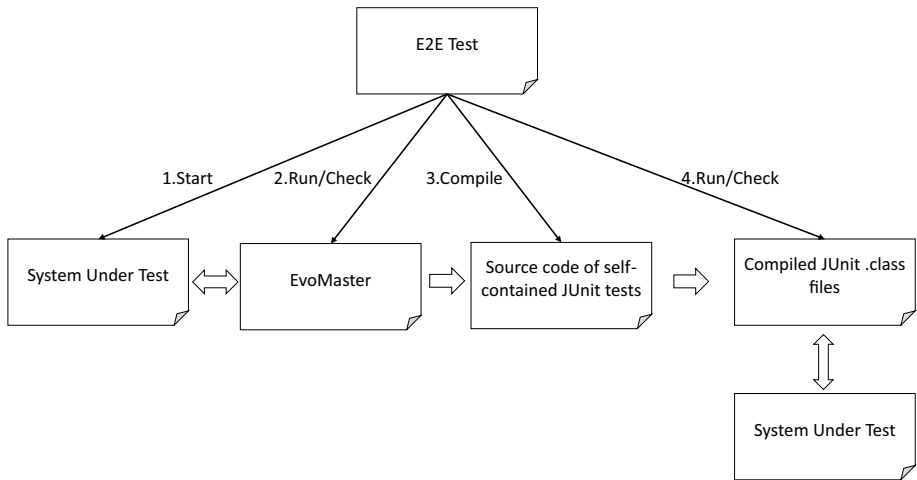 E2E Test
1.Start
2.Run/Check
3.Compile
4.Run/Check
System Under Test
EvoMaster
Source code of self-
contained JUnit tests
Compiled JUnit .class
files
System Under Test